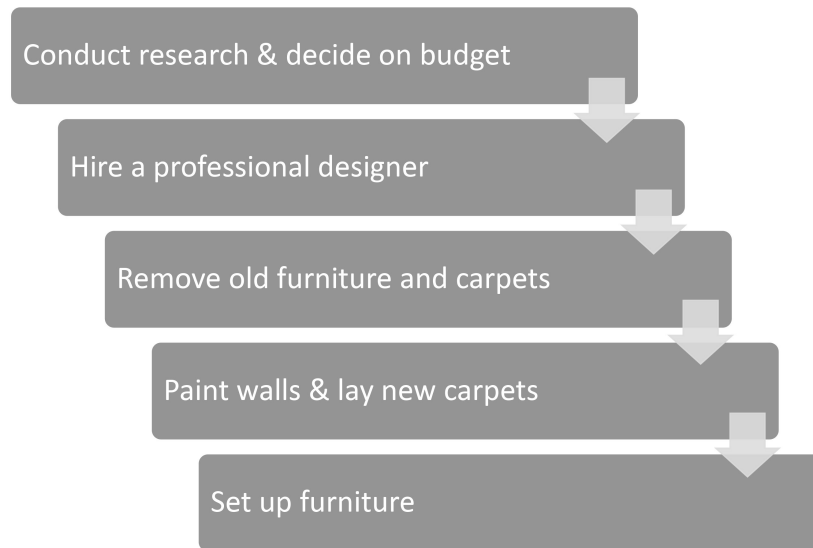 Conduct research & decide on budget
Hire a professional designer
Remove old furniture and carpets
Paint walls & lay new carpets
Set up furniture